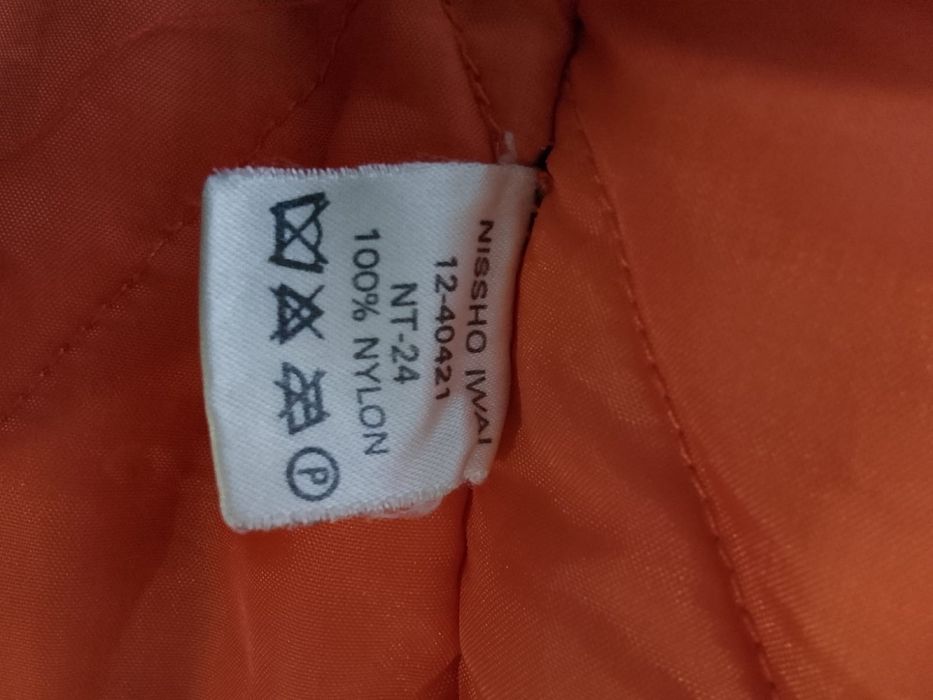 NISSHO IWAI
12-40421
NT-24
100% NYLON
P